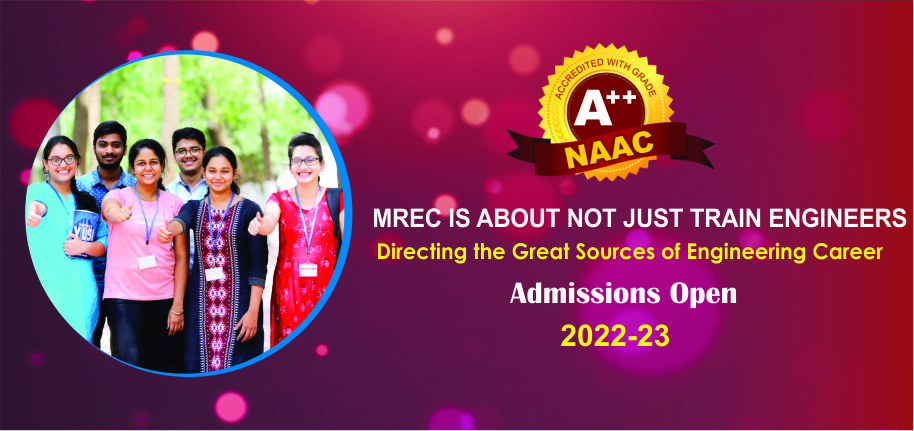 ACCREDITED WITH GRADE
A++
NAAC
MREC IS ABOUT NOT JUST TRAIN ENGINEERS
Directing the Great Sources of Engineering Career
Admissions Open
2022-23